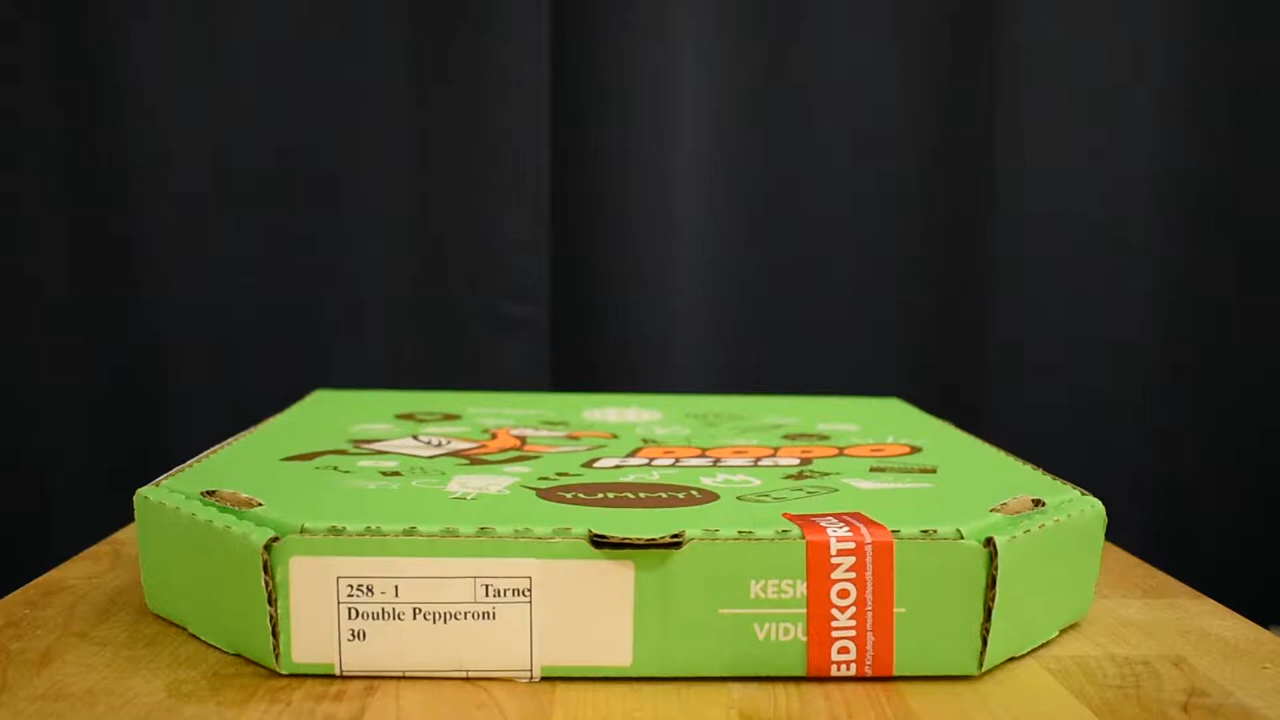 DODO
pizza
YUMMY!
258 - 1 Tarne
Double Pepperoni
30
KESK
VIDU
EDIKONTROLL